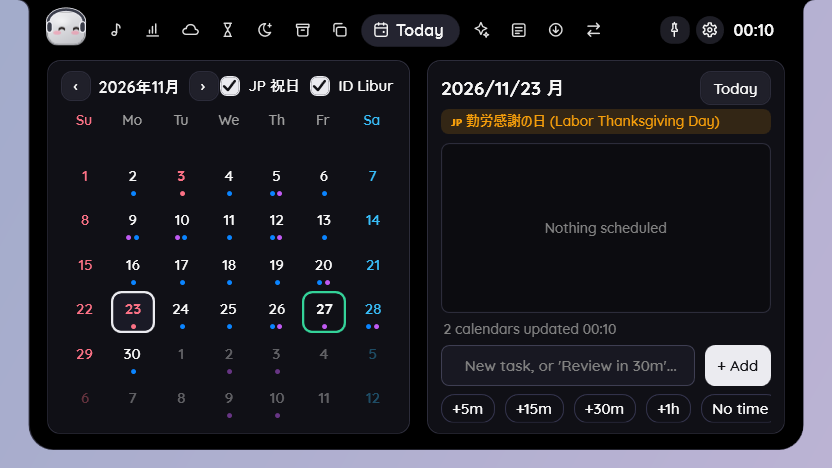 Today
00:10
‹ 2026年11月 › JP 祝日 ID Libur
Su Mo Tu We Th Fr Sa
1 2 3 4 5 6 7
8 9 10 11 12 13 14
15 16 17 18 19 20 21
22 23 24 25 26 27 28
29 30 1 2 3 4 5
6 7 8 9 10 11 12
2026/11/23 月
Today
JP 勤労感謝の日 (Labor Thanksgiving Day)
Nothing scheduled
2 calendars updated 00:10
New task, or 'Review in 30m'...
+ Add
+5m +15m +30m +1h No time